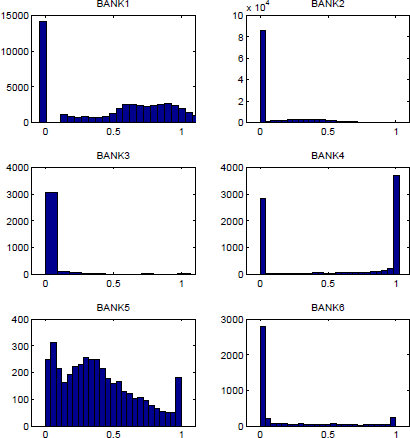 BANK1 BANK2
15000 x 10⁴ 10
10000 8
6
5000 4
2
0 0
0 0.5 1 0 0.5 1
BANK3 BANK4
4000 4000
3000 3000
2000 2000
1000 1000
0 0
0 0.5 1 0 0.5 1
BANK5 BANK6
400 3000
300 2000
200
100 1000
0 0
0 0.5 1 0 0.5 1